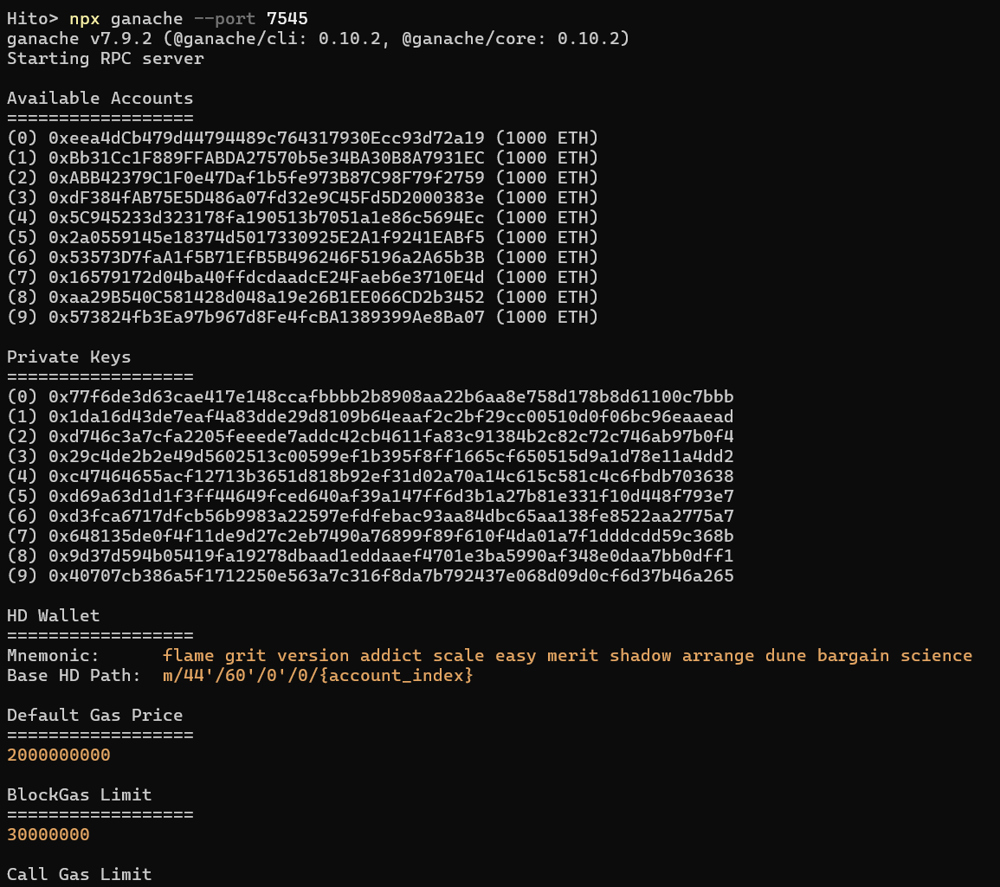 Hito> npx ganache --port 7545
ganache v7.9.2 (@ganache/cli: 0.10.2, @ganache/core: 0.10.2)
Starting RPC server
Available Accounts
==================
(0) 0xeea4dCb479d44794489c764317930Ecc93d72a19 (1000 ETH)
(1) 0xBb31Cc1F889FFABDA27570b5e34BA30B8A7931EC (1000 ETH)
(2) 0xABB42379C1F0e47Daf1b5fe973B87C98F79f2759 (1000 ETH)
(3) 0xdF384fAB75E5D486a07fd32e9C45Fd5D2000383e (1000 ETH)
(4) 0x5C945233d323178fa190513b7051a1e86c5694Ec (1000 ETH)
(5) 0x2a0559145e18374d5017330925E2A1f9241EABf5 (1000 ETH)
(6) 0x53573D7faA1f5B71EfB5B496246F5196a2A65b3B (1000 ETH)
(7) 0x16579172d04ba40ffdcdaadcE24Faeb6e3710E4d (1000 ETH)
(8) 0xaa29B540C581428d048a19e26B1EE066CD2b3452 (1000 ETH)
(9) 0x573824fb3Ea97b967d8Fe4fcBA1389399Ae8Ba07 (1000 ETH)
Private Keys
==================
(0) 0x77f6de3d63cae417e148ccafbbbb2b8908aa22b6aa8e758d178b8d61100c7bbb
(1) 0x1da16d43de7eaf4a83dde29d8109b64eaaf2c2bf29cc00510d0f06bc96eaaead
(2) 0xd746c3a7cfa2205feeede7addc42cb4611fa83c91384b2c82c72c746ab97b0f4
(3) 0x29c4de2b2e49d5602513c00599ef1b395f8ff1665cf650515d9a1d78e11a4dd2
(4) 0xc47464655acf12713b3651d818b92ef31d02a70a14c615c581c4c6fbdb703638
(5) 0xd69a63d1d1f3ff44649fced640af39a147ff6d3b1a27b81e331f10d448f793e7
(6) 0xd3fca6717dfcb56b9983a22597efdfebac93aa84dbc65aa138fe8522aa2775a7
(7) 0x648135de0f4f11de9d27c2eb7490a76899f89f610f4da01a7f1dddcdd59c368b
(8) 0x9d37d594b05419fa19278dbaad1eddaaef4701e3ba5990af348e0daa7bb0dff1
(9) 0x40707cb386a5f1712250e563a7c316f8da7b792437e068d09d0cf6d37b46a265
HD Wallet
==================
Mnemonic:      flame grit version addict scale easy merit shadow arrange dune bargain science
Base HD Path:  m/44'/60'/0'/0/{account_index}
Default Gas Price
==================
2000000000
BlockGas Limit
==================
30000000
Call Gas Limit